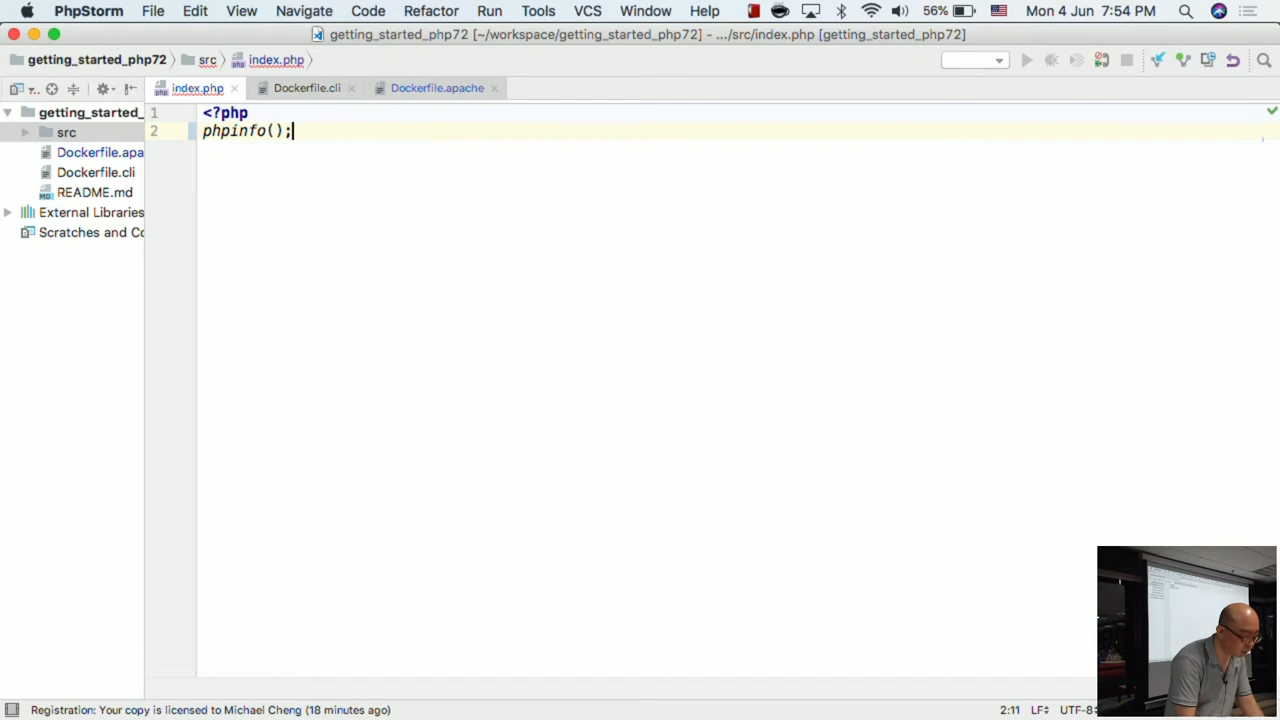 PhpStorm File Edit View Navigate Code Refactor Run Tools VCS Window Help 56% Mon 4 Jun 7:54 PM
getting_started_php72 [~/workspace/getting_started_php72] - .../src/index.php [getting_started_php72]
getting_started_php72 src index.php
index.php Dockerfile.cli Dockerfile.apache
getting_started_
src
Dockerfile.apa
Dockerfile.cli
README.md
External Libraries
Scratches and Co
1 <?php
2 phpinfo();
Registration: Your copy is licensed to Michael Cheng (18 minutes ago) 2:11 LF UTF-8